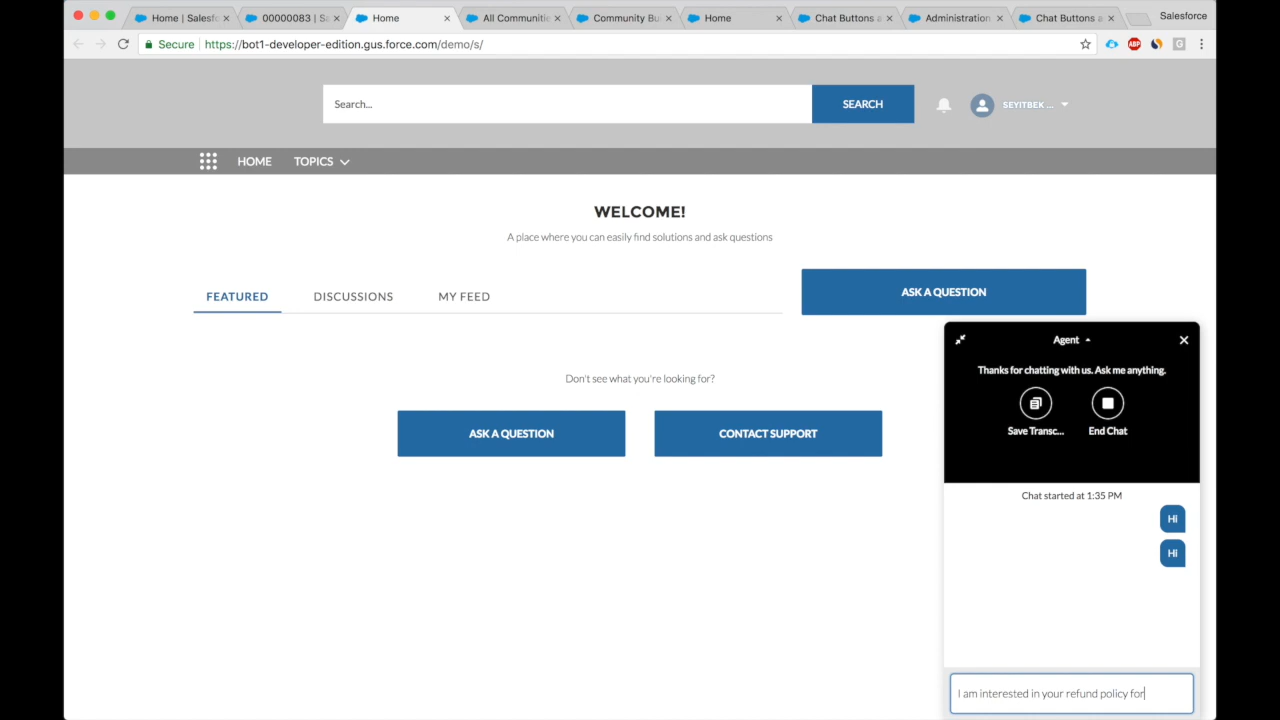 Home | Salesfo
00000083 | Sa
Home
All Communitie
Community Bu
Home
Chat Buttons a
Administration
Chat Buttons a
Salesforce
Secure
https://bot1-developer-edition.gus.force.com/demo/s/
ABP
G
Search...
SEARCH
SEYITBEK ...
HOME
TOPICS
WELCOME!
A place where you can easily find solutions and ask questions
FEATURED
DISCUSSIONS
MY FEED
ASK A QUESTION
Don't see what you're looking for?
ASK A QUESTION
CONTACT SUPPORT
Agent
Thanks for chatting with us. Ask me anything.
Save Transc...
End Chat
Chat started at 1:35 PM
Hi
Hi
I am interested in your refund policy for